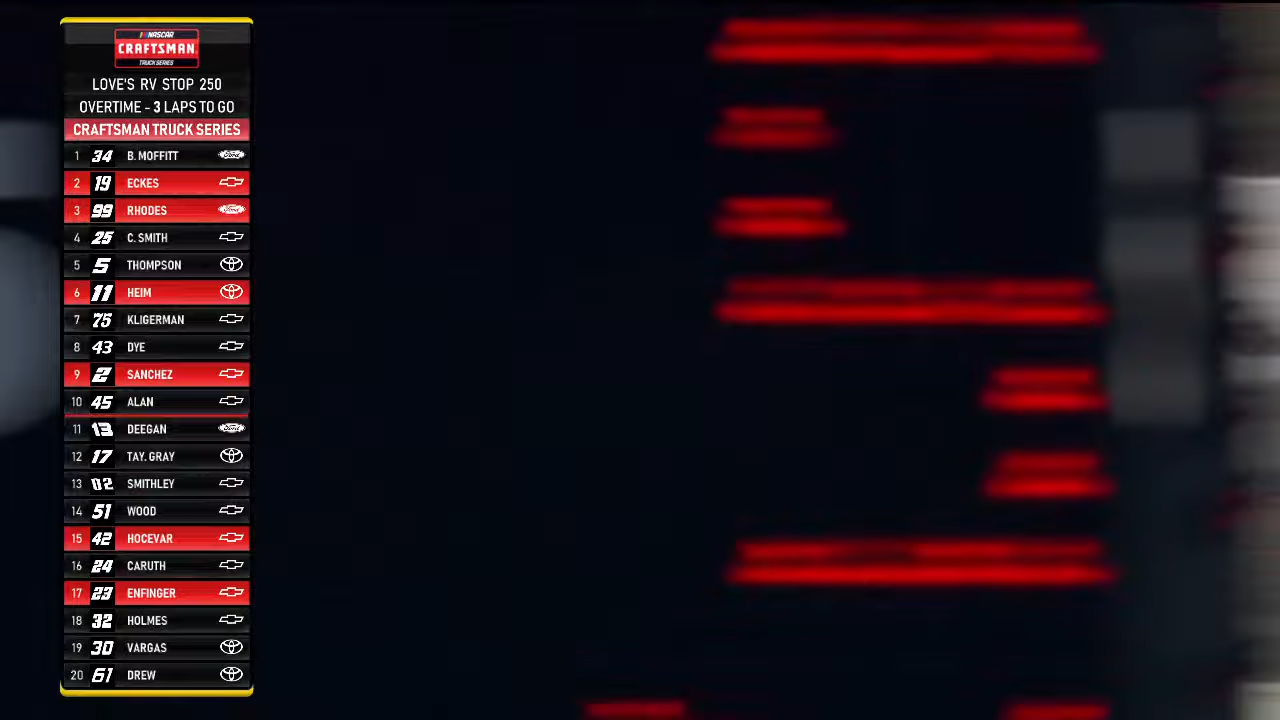 NASCAR
CRAFTSMAN
TRUCK SERIES
LOVE'S RV STOP 250
OVERTIME - 3 LAPS TO GO
CRAFTSMAN TRUCK SERIES
1 34 B. MOFFITT Ford
2 19 ECKES
3 99 RHODES Ford
4 25 C. SMITH
5 5 THOMPSON
6 11 HEIM
7 75 KLIGERMAN
8 43 DYE
9 2 SANCHEZ
10 45 ALAN
11 13 DEEGAN Ford
12 17 TAY. GRAY
13 02 SMITHLEY
14 51 WOOD
15 42 HOCEVAR
16 24 CARUTH
17 23 ENFINGER
18 32 HOLMES
19 30 VARGAS
20 61 DREW